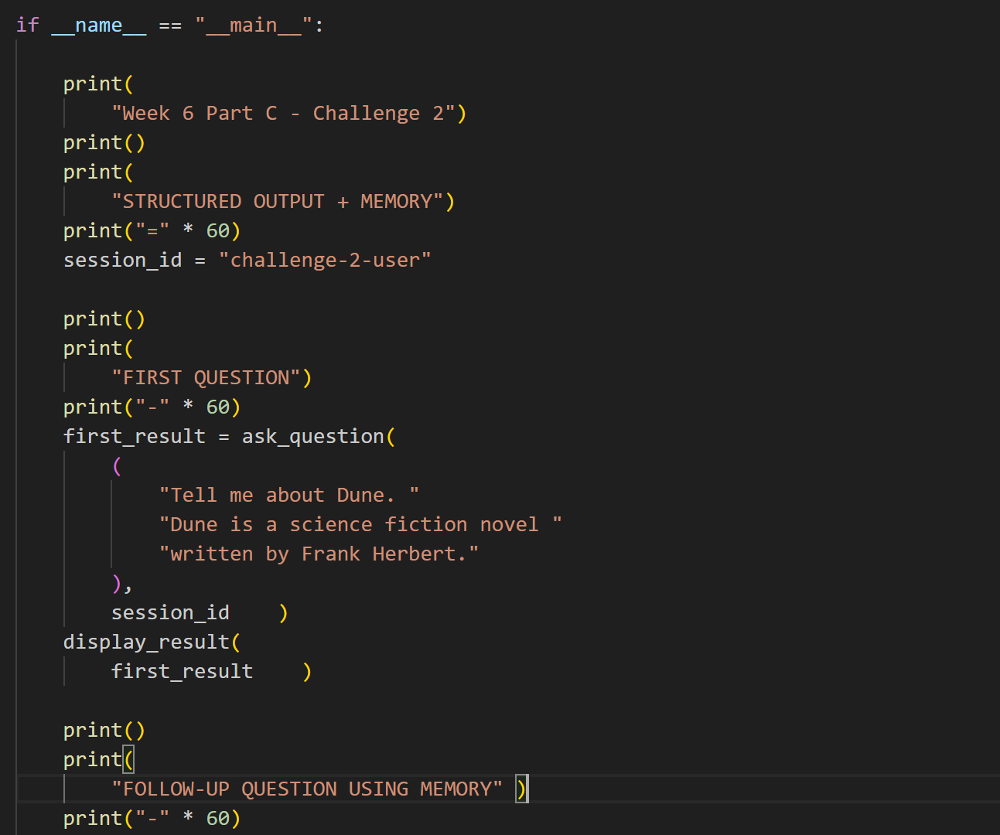 if __name__ == "__main__":
    print(
        "Week 6 Part C - Challenge 2")
    print()
    print(
        "STRUCTURED OUTPUT + MEMORY")
    print("=" * 60)
    session_id = "challenge-2-user"
    print()
    print(
        "FIRST QUESTION")
    print("-" * 60)
    first_result = ask_question(
        (
            "Tell me about Dune. "
            "Dune is a science fiction novel "
            "written by Frank Herbert."
        ),
        session_id    )
    display_result(
        first_result    )
    print()
    print(
        "FOLLOW-UP QUESTION USING MEMORY" )
    print("-" * 60)